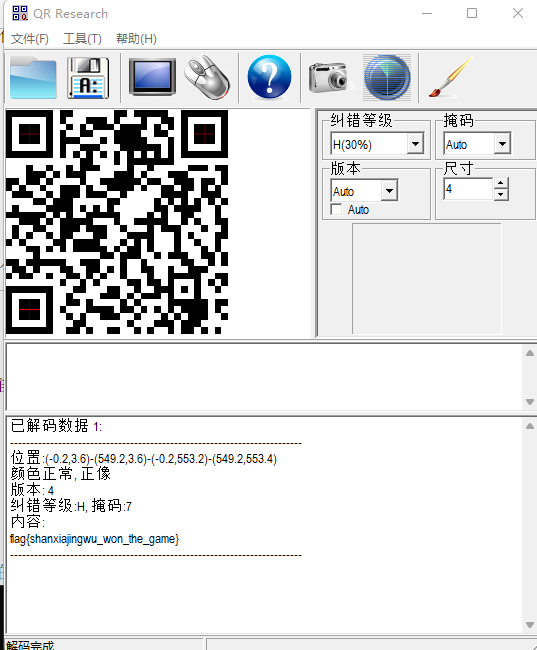 QR Research
文件(F) 工具(T) 帮助(H)
纠错等级
掩码
H(30%)
Auto
版本
尺寸
Auto
4
Auto
已解码数据 1:
位置:(-0.2,3.6)-(549.2,3.6)-(-0.2,553.2)-(549.2,553.4)
颜色正常, 正像
版本: 4
纠错等级:H, 掩码:7
内容:
flag{shanxiajingwu_won_the_game}
解码完成